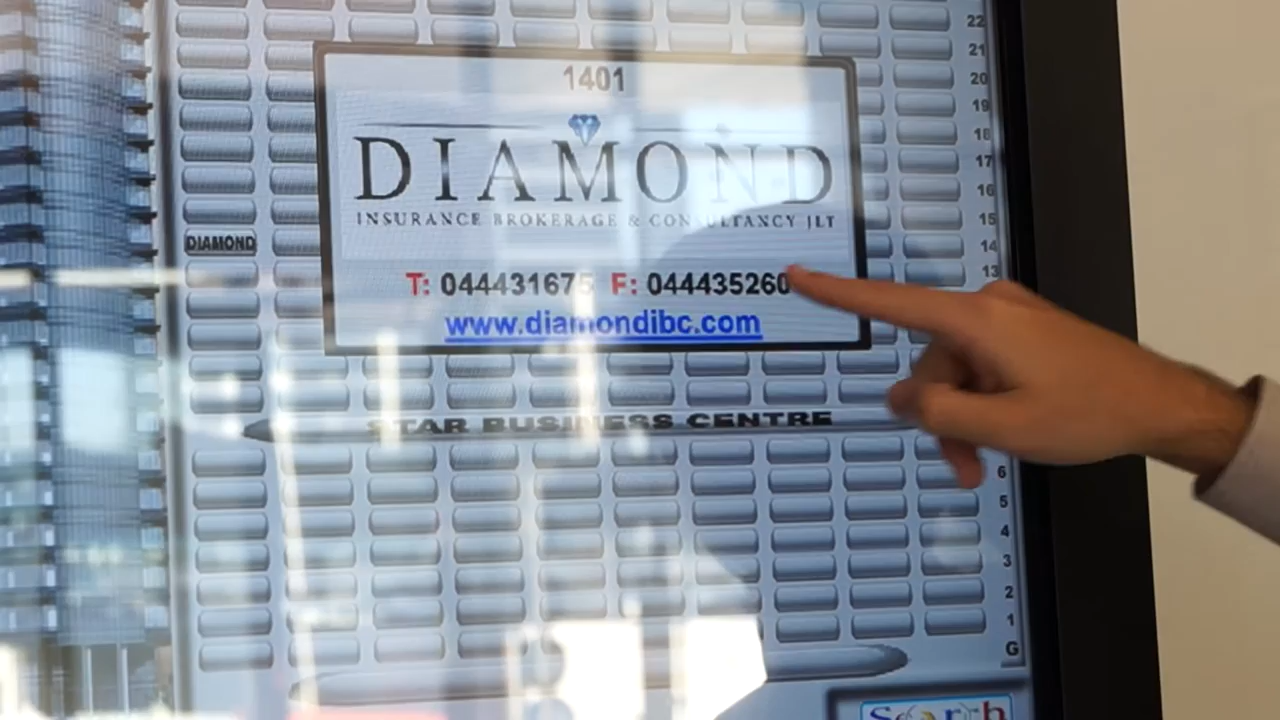 22
21
1401
20
19
18
DIAMOND
17
16
INSURANCE BROKERAGE & CONSULTANCY JLT
15
DIAMOND
14
13
T: 044431675 F: 044435260
www.diamondibc.com
STAR BUSINESS CENTRE
6
5
4
3
2
1
G
Search